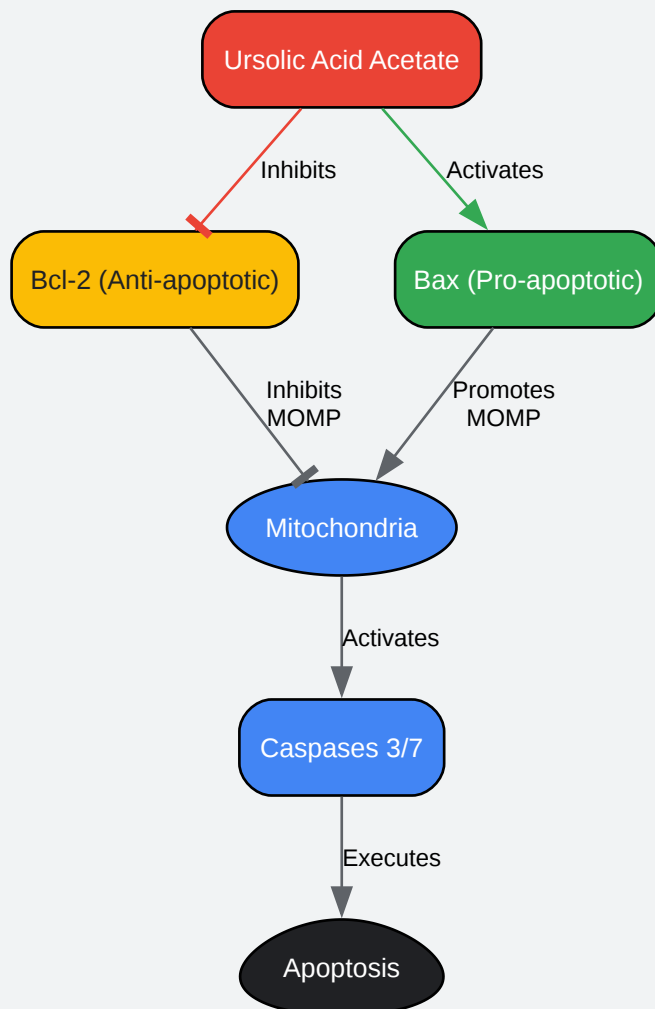 Ursolic Acid Acetate
Inhibits
Activates
Bcl-2 (Anti-apoptotic)
Bax (Pro-apoptotic)
Inhibits
MOMP
Promotes
MOMP
Mitochondria
Activates
Caspases 3/7
Executes
Apoptosis